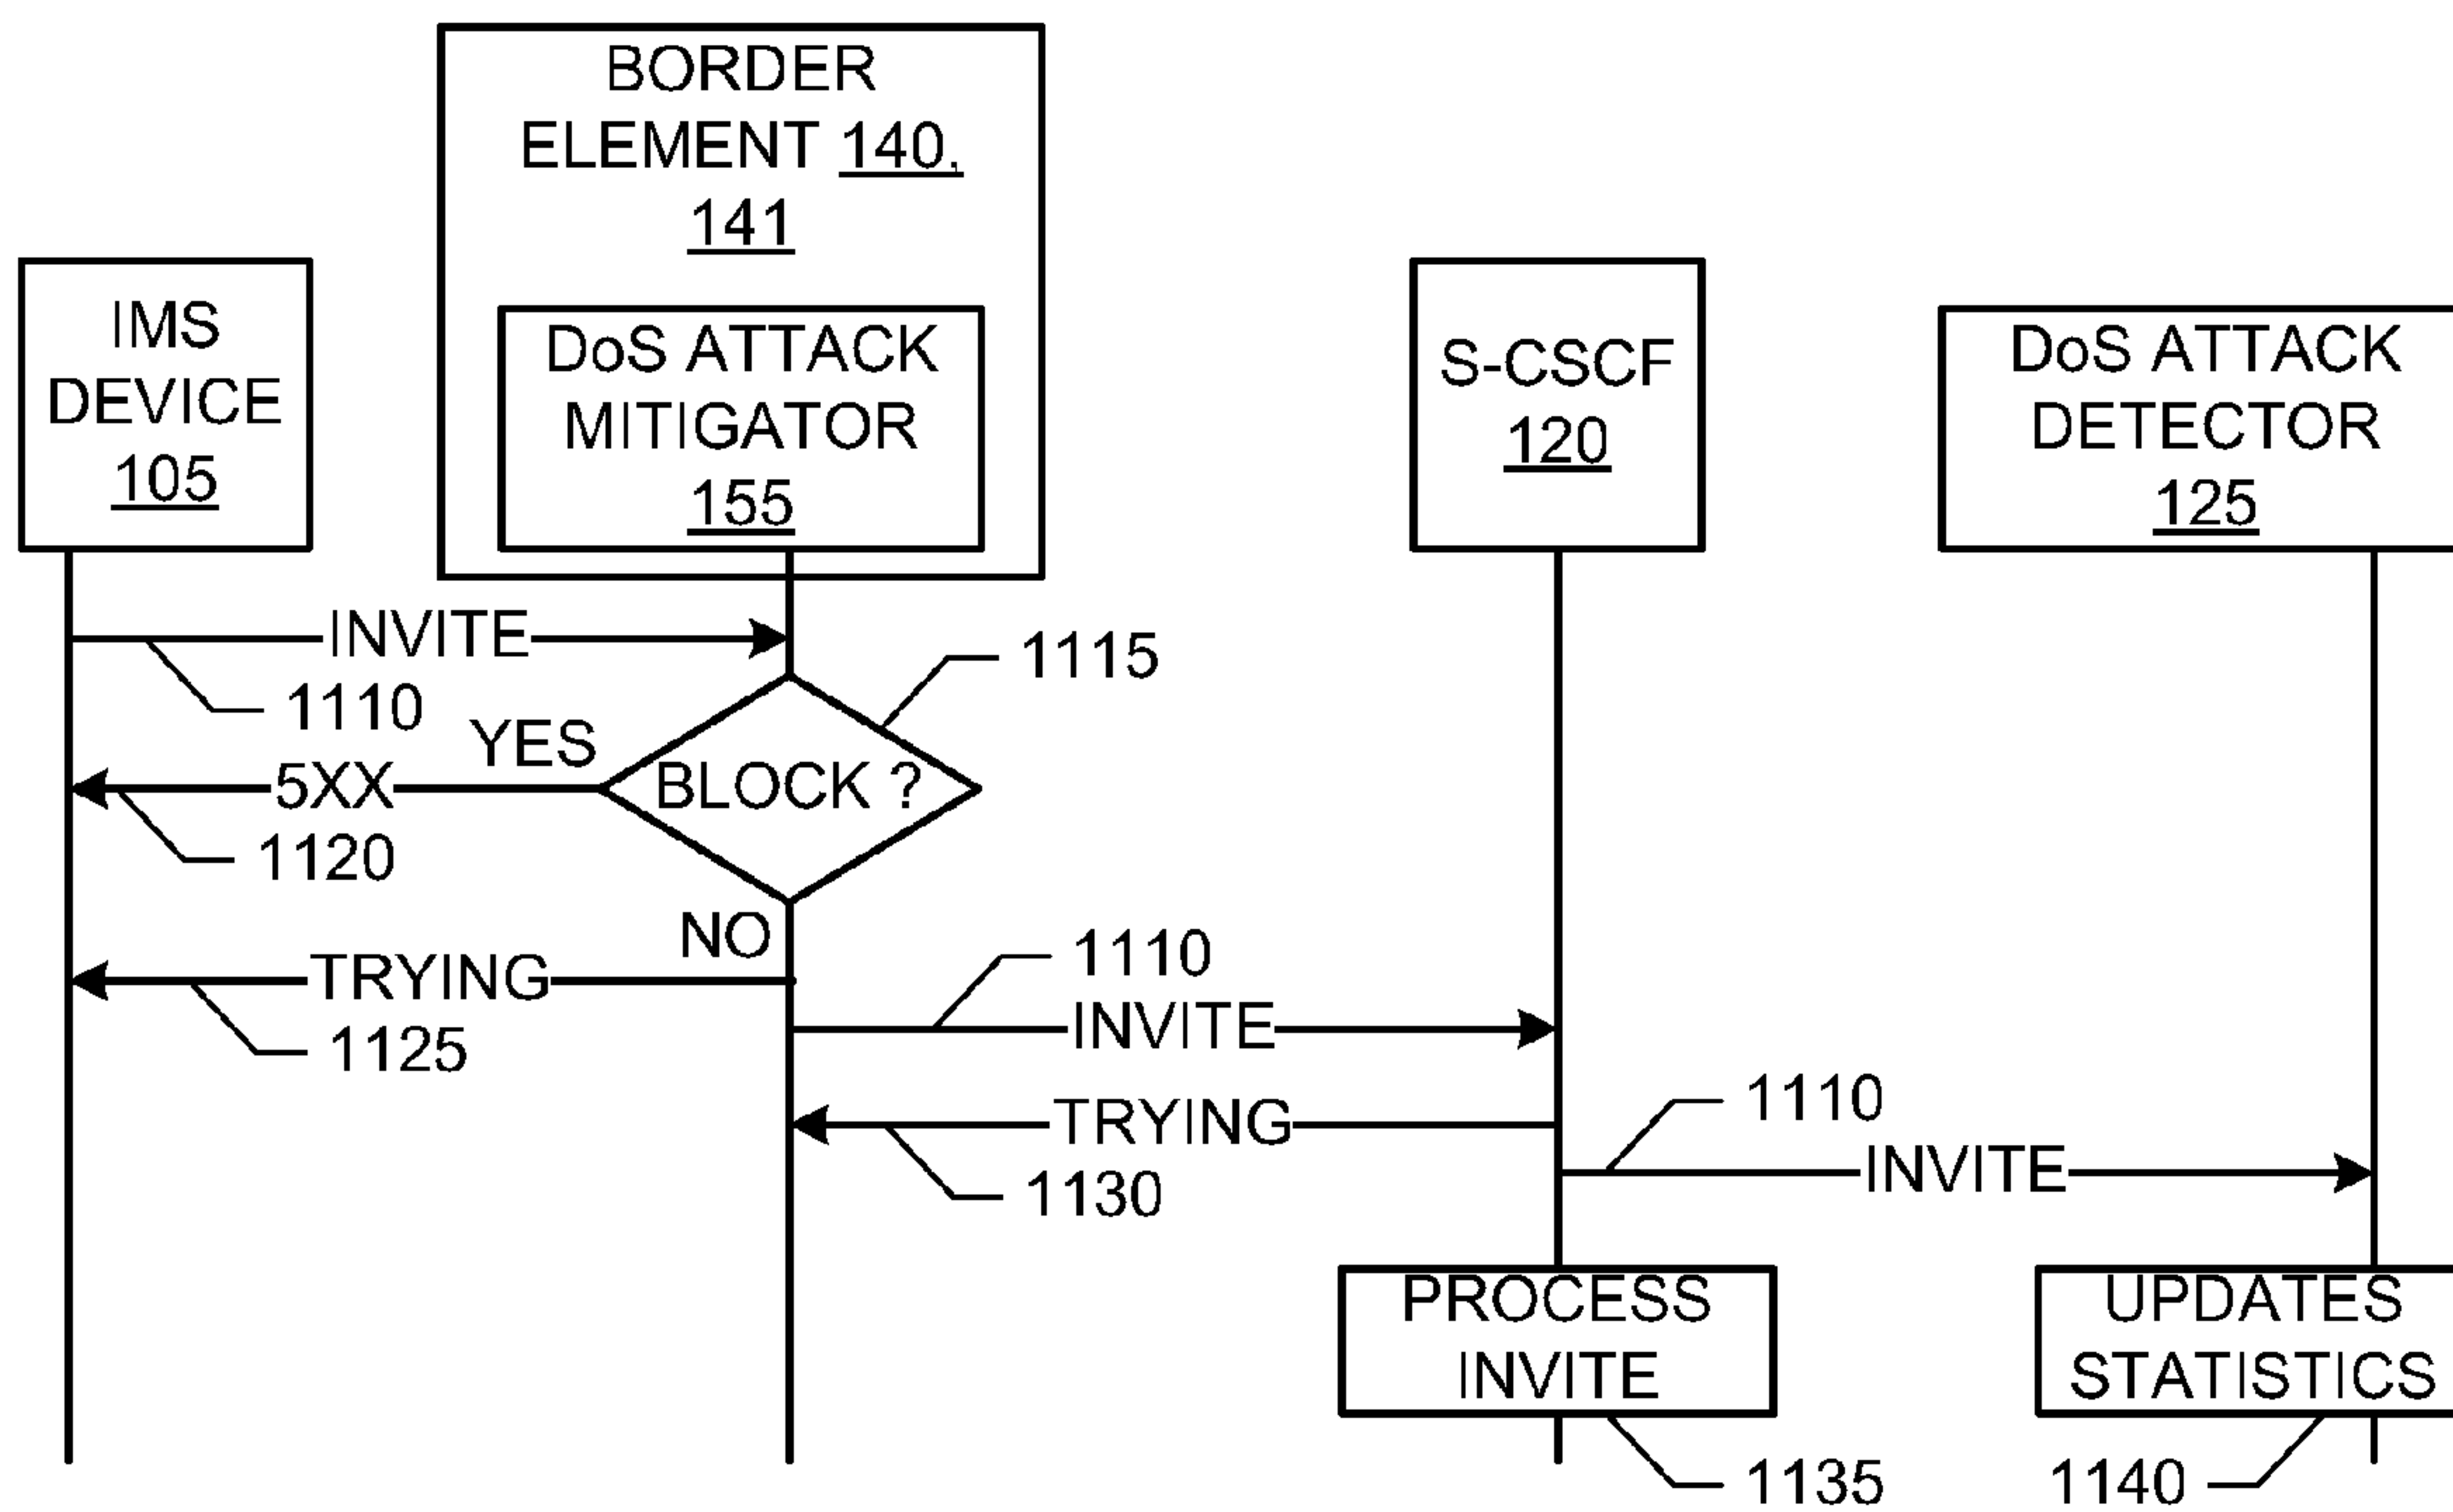 BORDER
ELEMENT 140,
141
IMS
DEVICE
105
DoS ATTACK
MITIGATOR
155
S-CSCF
120
DoS ATTACK
DETECTOR
125
INVITE
1110
1115
YES
5XX
BLOCK ?
1120
NO
TRYING
1125
1110
INVITE
TRYING
1130
1110
INVITE
PROCESS
INVITE
1135
UPDATES
STATISTICS
1140